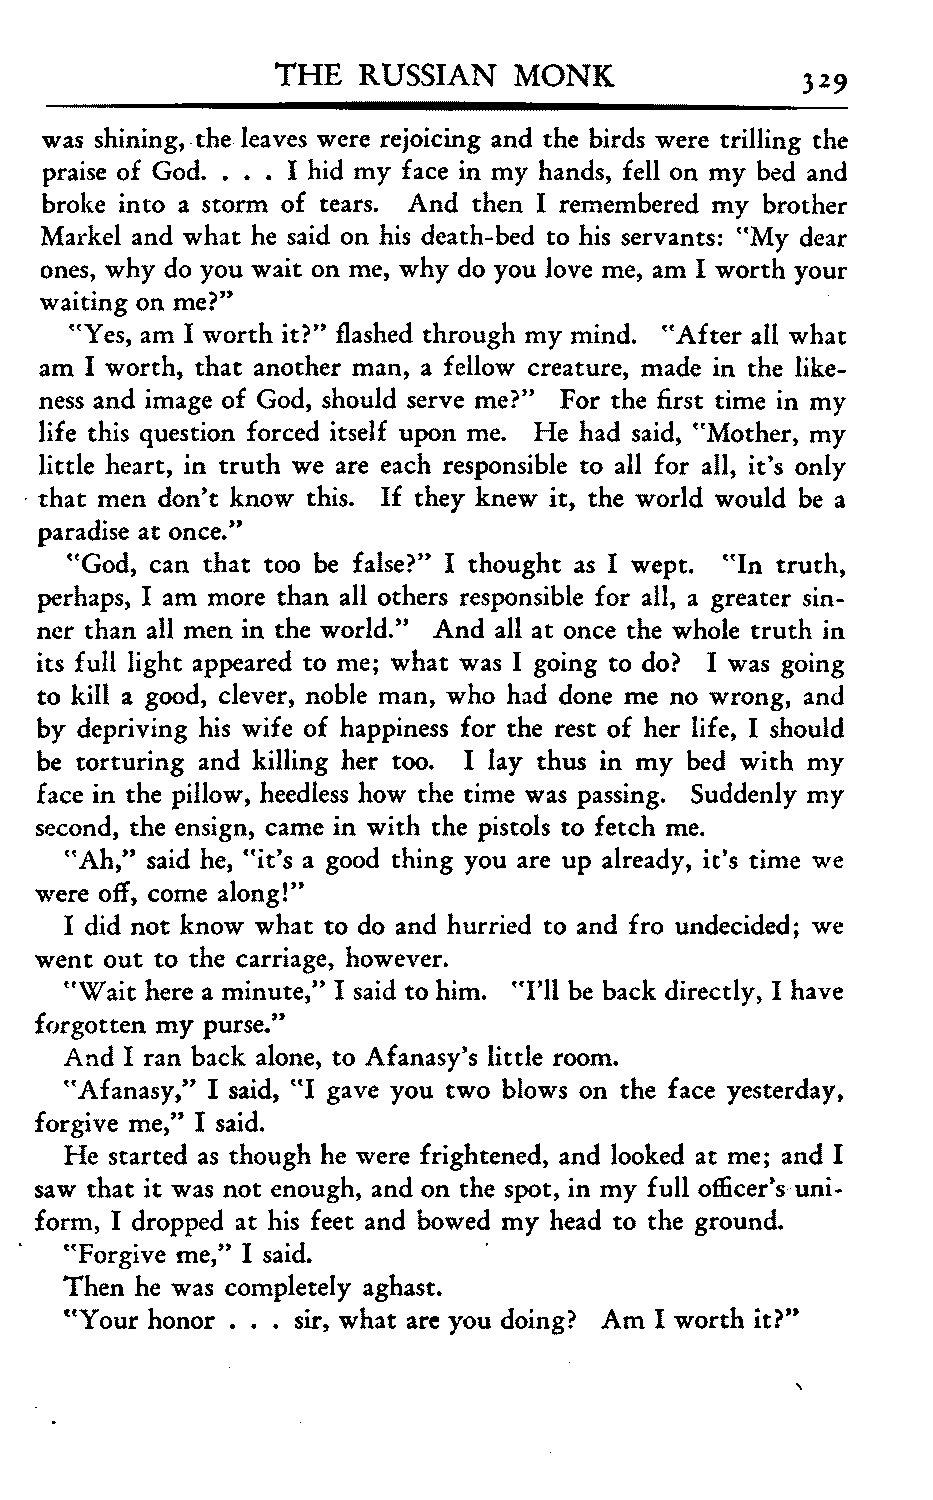 THE RUSSIAN MONK 329
was shining, the leaves were rejoicing and the birds were trilling the
praise of God. . . . I hid my face in my hands, fell on my bed and
broke into a storm of tears. And then I remembered my brother
Markel and what he said on his death-bed to his servants: "My dear
ones, why do you wait on me, why do you love me, am I worth your
waiting on me?"
"Yes, am I worth it?" flashed through my mind. "After all what
am I worth, that another man, a fellow creature, made in the like-
ness and image of God, should serve me?" For the first time in my
life this question forced itself upon me. He had said, "Mother, my
little heart, in truth we are each responsible to all for all, it's only
that men don't know this. If they knew it, the world would be a
paradise at once."
"God, can that too be false?" I thought as I wept. "In truth,
perhaps, I am more than all others responsible for all, a greater sin-
ner than all men in the world." And all at once the whole truth in
its full light appeared to me; what was I going to do? I was going
to kill a good, clever, noble man, who had done me no wrong, and
by depriving his wife of happiness for the rest of her life, I should
be torturing and killing her too. I lay thus in my bed with my
face in the pillow, heedless how the time was passing. Suddenly my
second, the ensign, came in with the pistols to fetch me.
"Ah," said he, "it's a good thing you are up already, it's time we
were off, come along!"
I did not know what to do and hurried to and fro undecided; we
went out to the carriage, however.
"Wait here a minute," I said to him. "I'll be back directly, I have
forgotten my purse."
And I ran back alone, to Afanasy's little room.
"Afanasy," I said, "I gave you two blows on the face yesterday,
forgive me," I said.
He started as though he were frightened, and looked at me; and I
saw that it was not enough, and on the spot, in my full officer's uni-
form, I dropped at his feet and bowed my head to the ground.
"Forgive me," I said.
Then he was completely aghast.
"Your honor . . . sir, what are you doing? Am I worth it?"